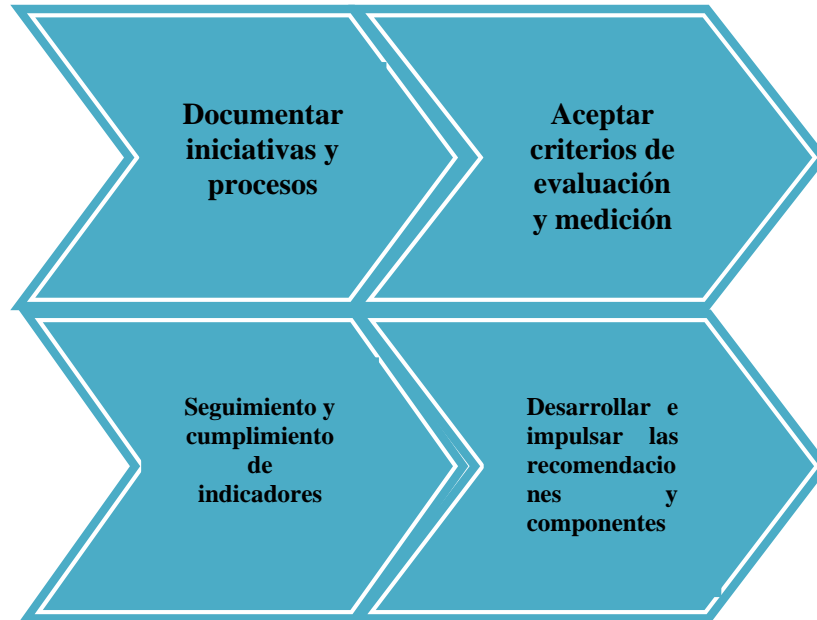 Documentar
iniciativas y
procesos
Aceptar
criterios de
evaluación
y medición
Seguimiento y
cumplimiento
de
indicadores
Desarrollar e
impulsar las
recomendacio
nes y
componentes